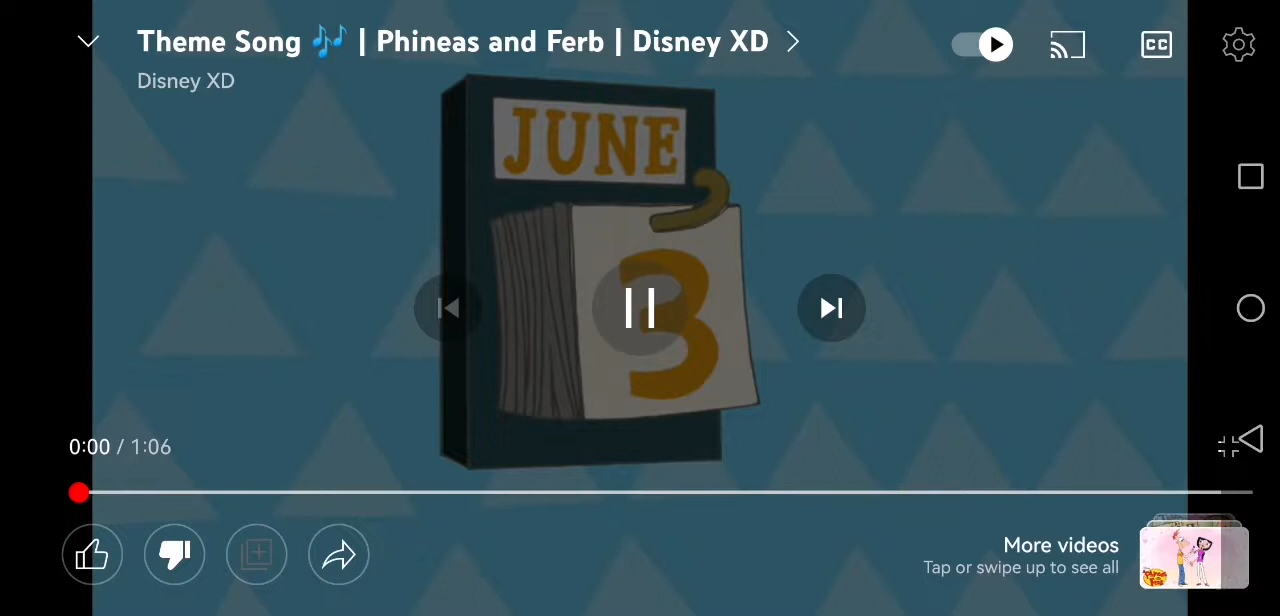 Theme Song 🎶 | Phineas and Ferb | Disney XD
Disney XD
CC
JUNE
3
0:00 / 1:06
More videos
Tap or swipe up to see all